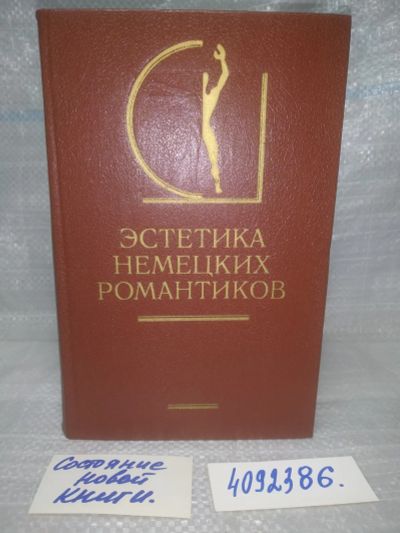 ЭСТЕТИКА
НЕМЕЦКИХ
РОМАНТИКОВ
Состояние
новой
книги.
4092386.